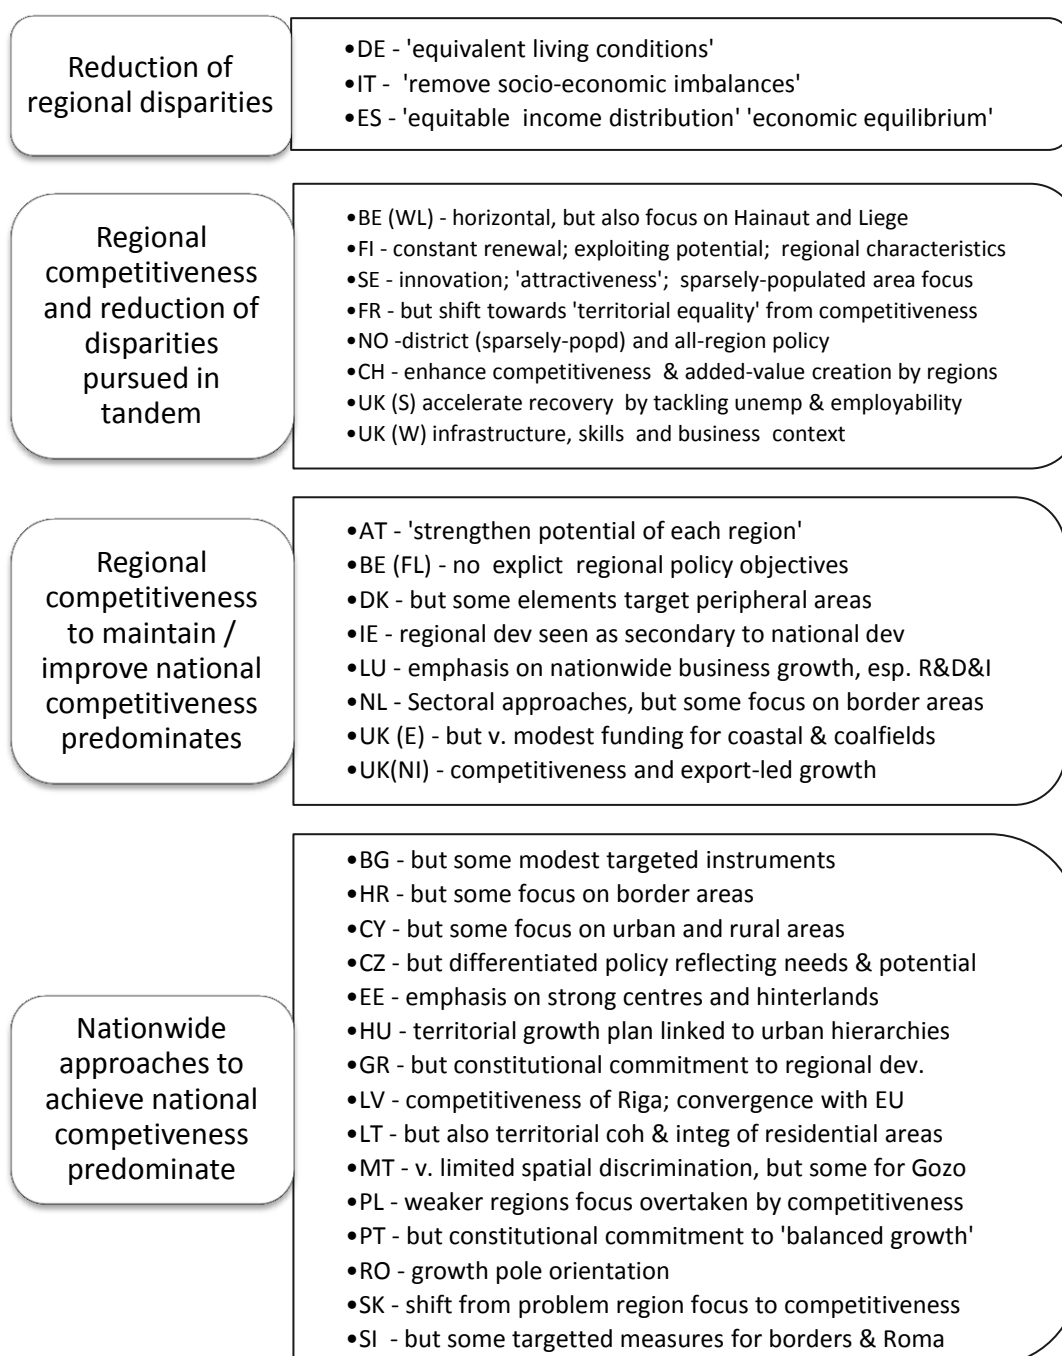 Reduction of
regional disparities
•DE - 'equivalent living conditions'
•IT - 'remove socio-economic imbalances'
•ES - 'equitable income distribution' 'economic equilibrium'
Regional
competitiveness
and reduction of
disparities
pursued in
tandem
•BE (WL) - horizontal, but also focus on Hainaut and Liege
•FI - constant renewal; exploiting potential; regional characteristics
•SE - innovation; 'attractiveness'; sparsely-populated area focus
•FR - but shift towards 'territorial equality' from competitiveness
•NO -district (sparsely-popd) and all-region policy
•CH - enhance competitiveness & added-value creation by regions
•UK (S) accelerate recovery by tackling unemp & employability
•UK (W) infrastructure, skills and business context
Regional
competitiveness
to maintain /
improve national
competitiveness
predominates
•AT - 'strengthen potential of each region'
•BE (FL) - no explict regional policy objectives
•DK - but some elements target peripheral areas
•IE - regional dev seen as secondary to national dev
•LU - emphasis on nationwide business growth, esp. R&D&I
•NL - Sectoral approaches, but some focus on border areas
•UK (E) - but v. modest funding for coastal & coalfields
•UK(NI) - competitiveness and export-led growth
Nationwide
approaches to
achieve national
competiveness
predominate
•BG - but some modest targeted instruments
•HR - but some focus on border areas
•CY - but some focus on urban and rural areas
•CZ - but differentiated policy reflecting needs & potential
•EE - emphasis on strong centres and hinterlands
•HU - territorial growth plan linked to urban hierarchies
•GR - but constitutional commitment to regional dev.
•LV - competitiveness of Riga; convergence with EU
•LT - but also territorial coh & integ of residential areas
•MT - v. limited spatial discrimination, but some for Gozo
•PL - weaker regions focus overtaken by competitiveness
•PT - but constitutional commitment to 'balanced growth'
•RO - growth pole orientation
•SK - shift from problem region focus to competitiveness
•SI - but some targetted measures for borders & Roma